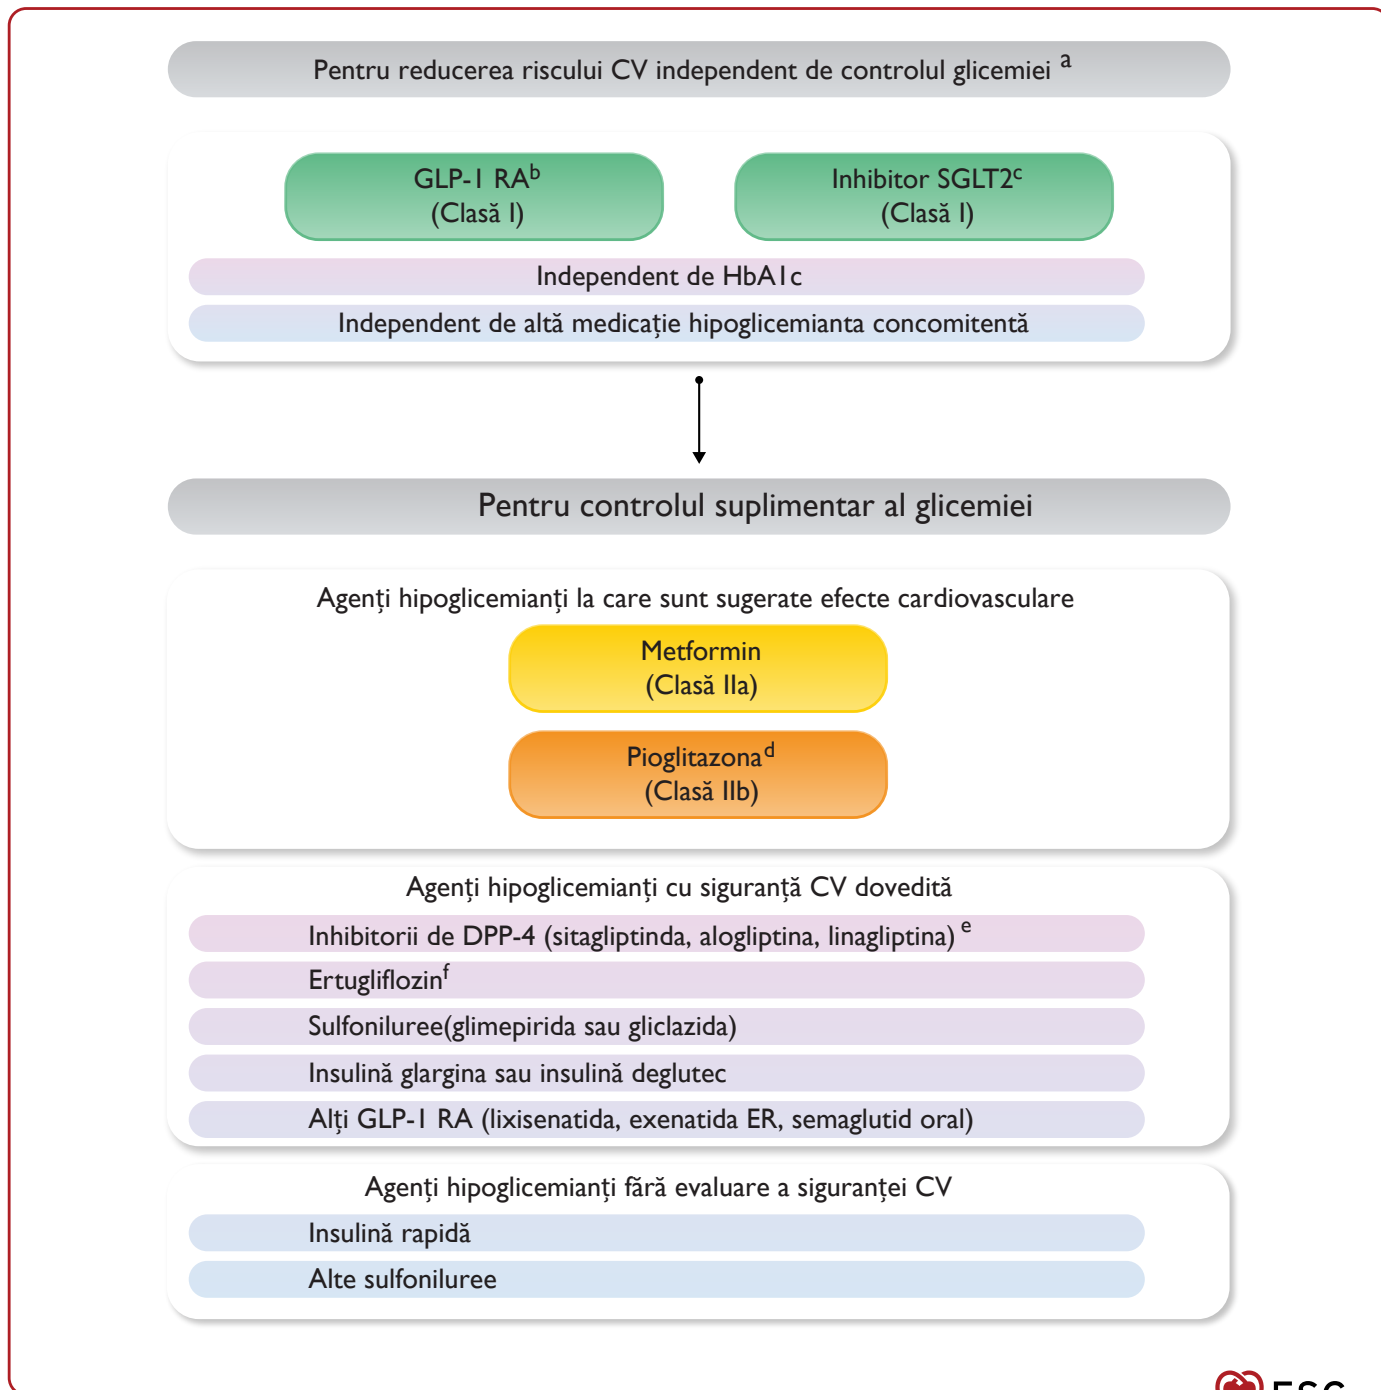 Pentru reducerea riscului CV independent de controlul glicemiei a
GLP-1 RAb
(Clasă I)
Inhibitor SGLT2c
(Clasă I)
Independent de HbA1c
Independent de altă medicație hipoglicemianta concomitentă
Pentru controlul suplimentar al glicemiei
Agenți hipoglicemianți la care sunt sugerate efecte cardiovasculare
Metformin
(Clasă IIa)
Pioglitazonad
(Clasă IIb)
Agenți hipoglicemianți cu siguranță CV dovedită
Inhibitorii de DPP-4 (sitagliptinda, alogliptina, linagliptina) e
Ertugliflozinf
Sulfoniluree(glimepirida sau gliclazida)
Insulină glargina sau insulină deglutec
Alți GLP-1 RA (lixisenatida, exenatida ER, semaglutid oral)
Agenți hipoglicemianți fără evaluare a siguranței CV
Insulină rapidă
Alte sulfoniluree
ESC